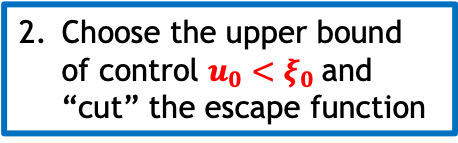 2. Choose the upper bound
of control u₀ < ξ₀ and
“cut” the escape function